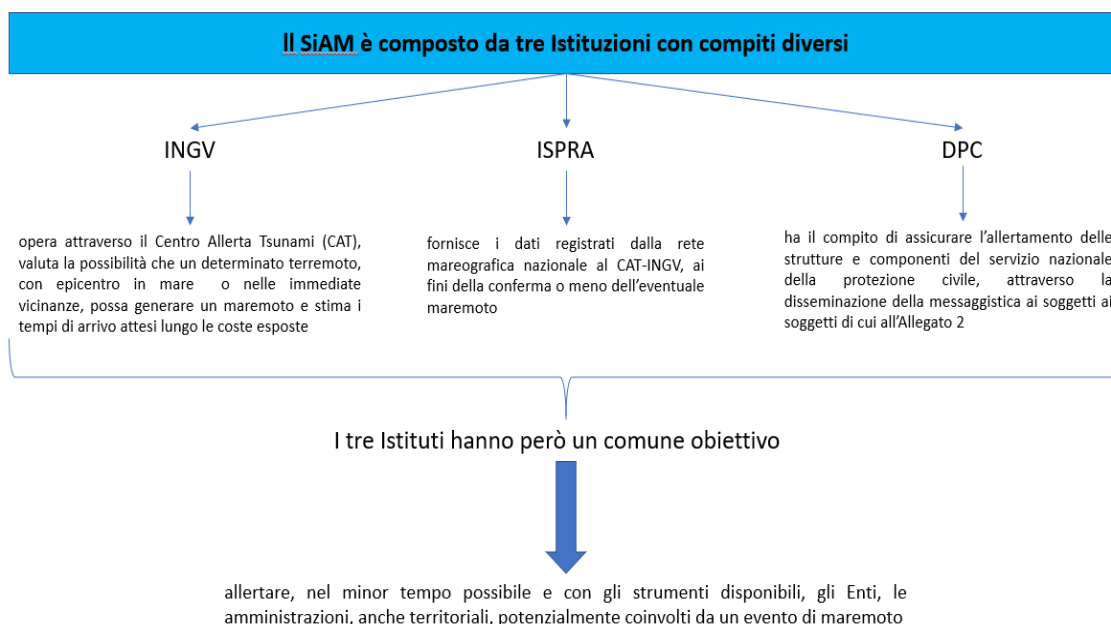 Il SiAM è composto da tre Istituzioni con compiti diversi
INGV
ISPRA
DPC
opera attraverso il Centro Allerta Tsunami (CAT),
valuta la possibilità che un determinato terremoto,
con epicentro in mare o nelle immediate
vicinanze, possa generare un maremoto e stima i
tempi di arrivo attesi lungo le coste esposte
fornisce i dati registrati dalla rete
mareografica nazionale al CAT-INGV, ai
fini della conferma o meno dell’eventuale
maremoto
ha il compito di assicurare l’allertamento delle
strutture e componenti del servizio nazionale
della protezione civile, attraverso la
disseminazione della messaggistica ai soggetti ai
soggetti di cui all’Allegato 2
I tre Istituti hanno però un comune obiettivo
allertare, nel minor tempo possibile e con gli strumenti disponibili, gli Enti, le
amministrazioni, anche territoriali, potenzialmente coinvolti da un evento di maremoto